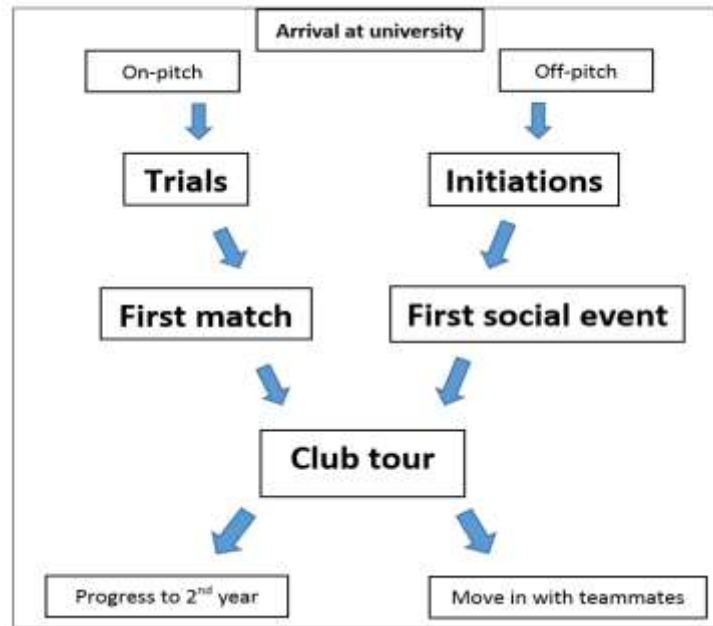 Arrival at university
On-pitch
Off-pitch
Trials
Initiations
First match
First social event
Club tour
Progress to 2nd year
Move in with teammates